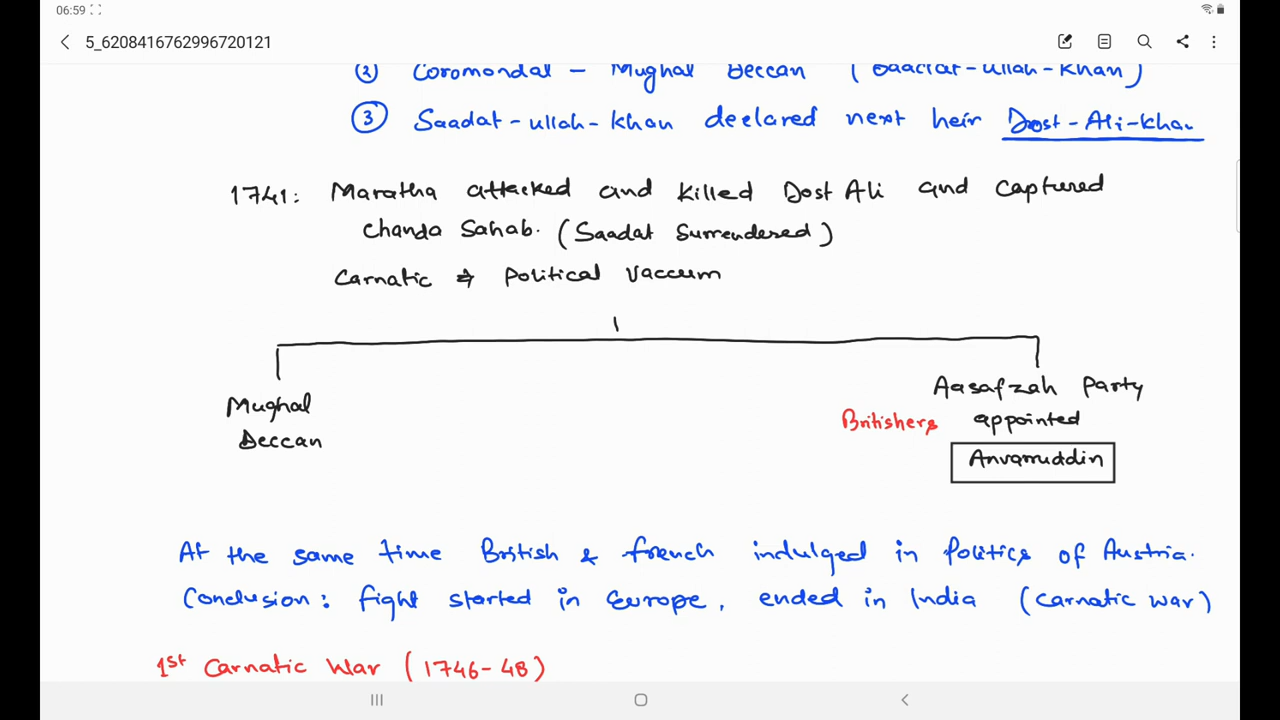 06:59
5_6208416762996720121
② Coromondal - Mughal Deccan (Saadat-ullah-Khan)
③ Saadat-ullah-Khan declared next heir Dost-Ali-Khan
1741: Maratha attacked and killed Dost Ali and captured
Chanda Sahab. (Saadat Surrendered)
Carnatic → Political Vaccum
Mughal
Deccan
Aasafzah Party
Britishers appointed
Anvaruddin
At the same time British & french indulged in Politics of Austria.
Conclusion: fight started in Europe, ended in India (Carnatic War)
1st Carnatic War (1746-48)